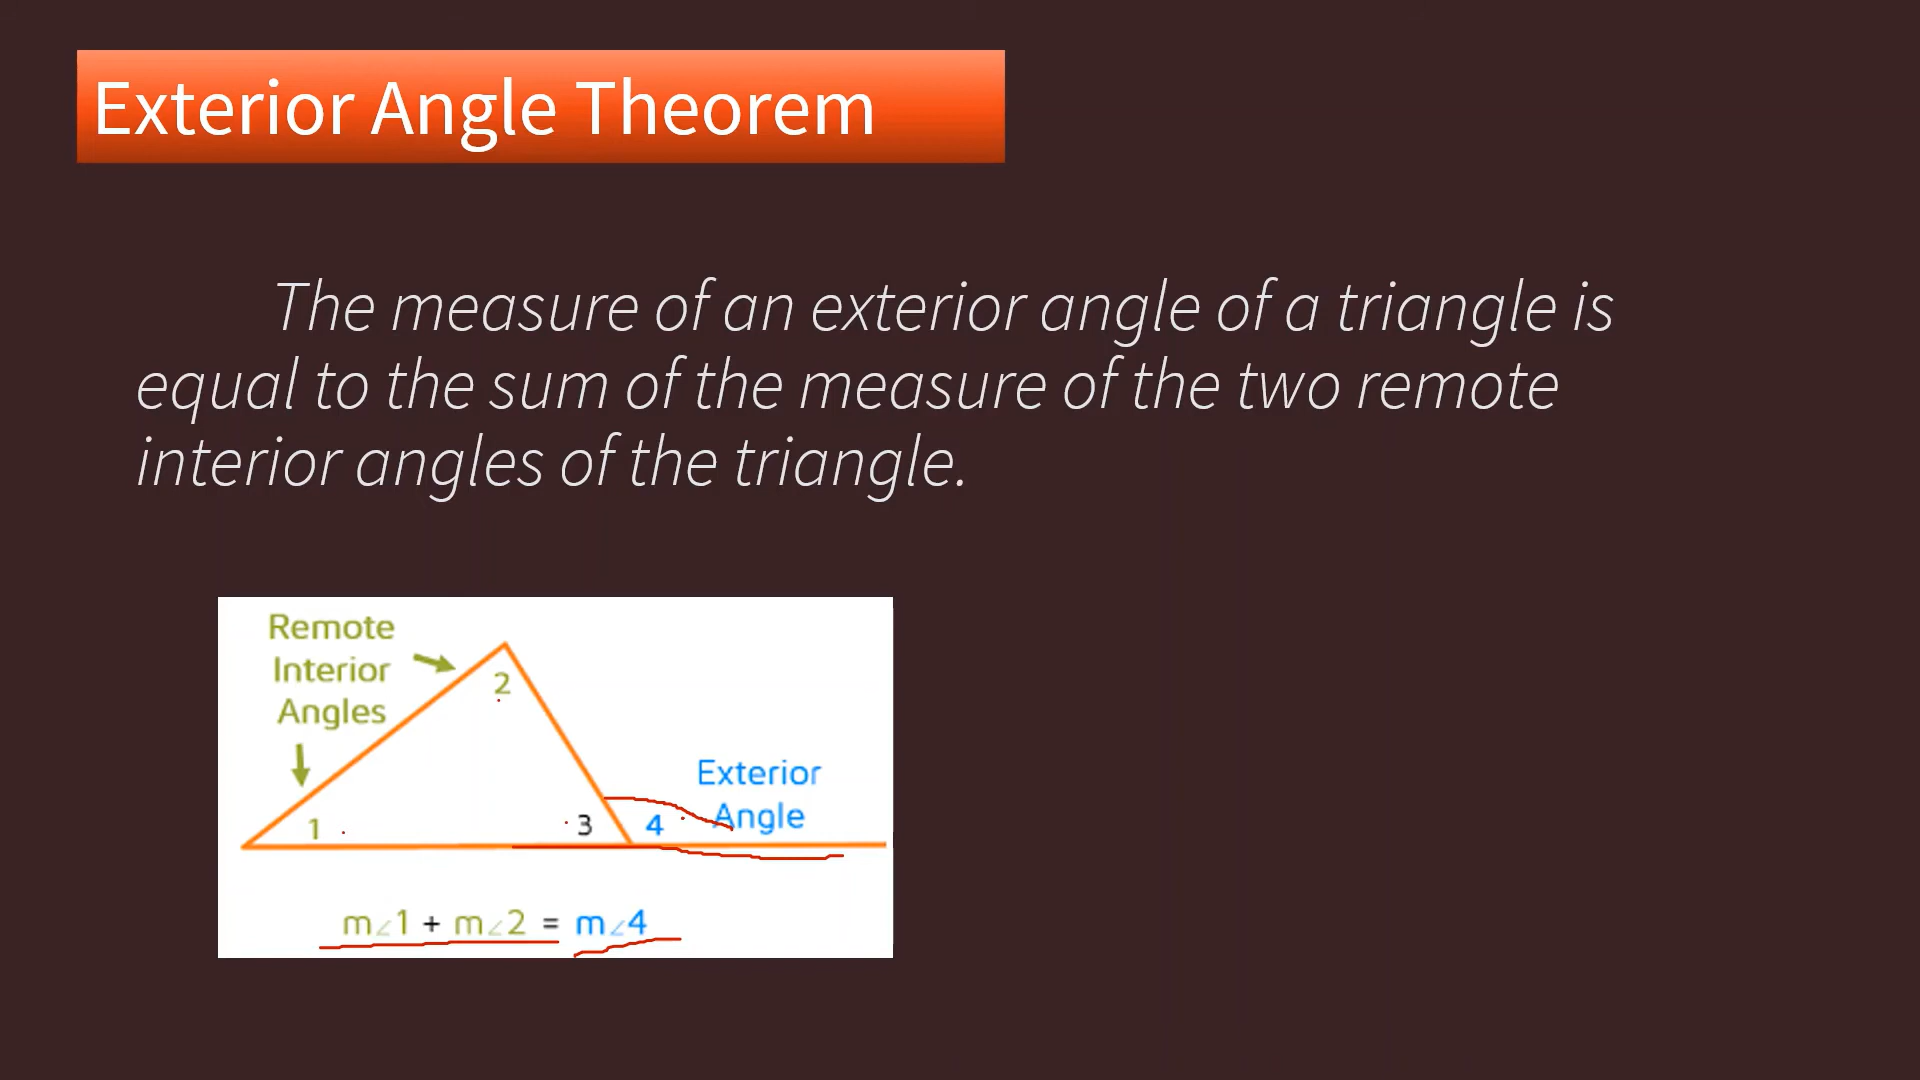 Exterior Angle Theorem
The measure of an exterior angle of a triangle is
equal to the sum of the measure of the two remote
interior angles of the triangle.
Remote
Interior
Angles
2
Exterior
Angle
1
3
4
m∠1 + m∠2 = m∠4